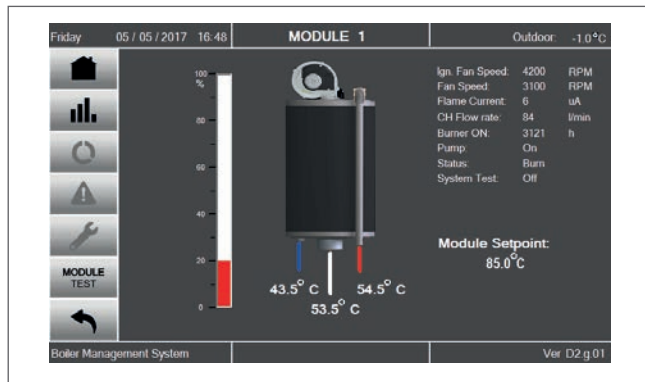 Friday 05 / 05 / 2017 16:48 MODULE 1 Outdoor: -1.0°C
100
%
80
60
40
20
0
Ign. Fan Speed: 4200 RPM
Fan Speed: 3100 RPM
Flame Current: 6 uA
CH Flow rate: 84 l/min
Burner ON: 3121 h
Pump: On
Status: Burn
System Test: Off
Module Setpoint:
85.0°C
MODULE
TEST
43.5° C 54.5° C
53.5° C
Boiler Management System Ver D2.g.01